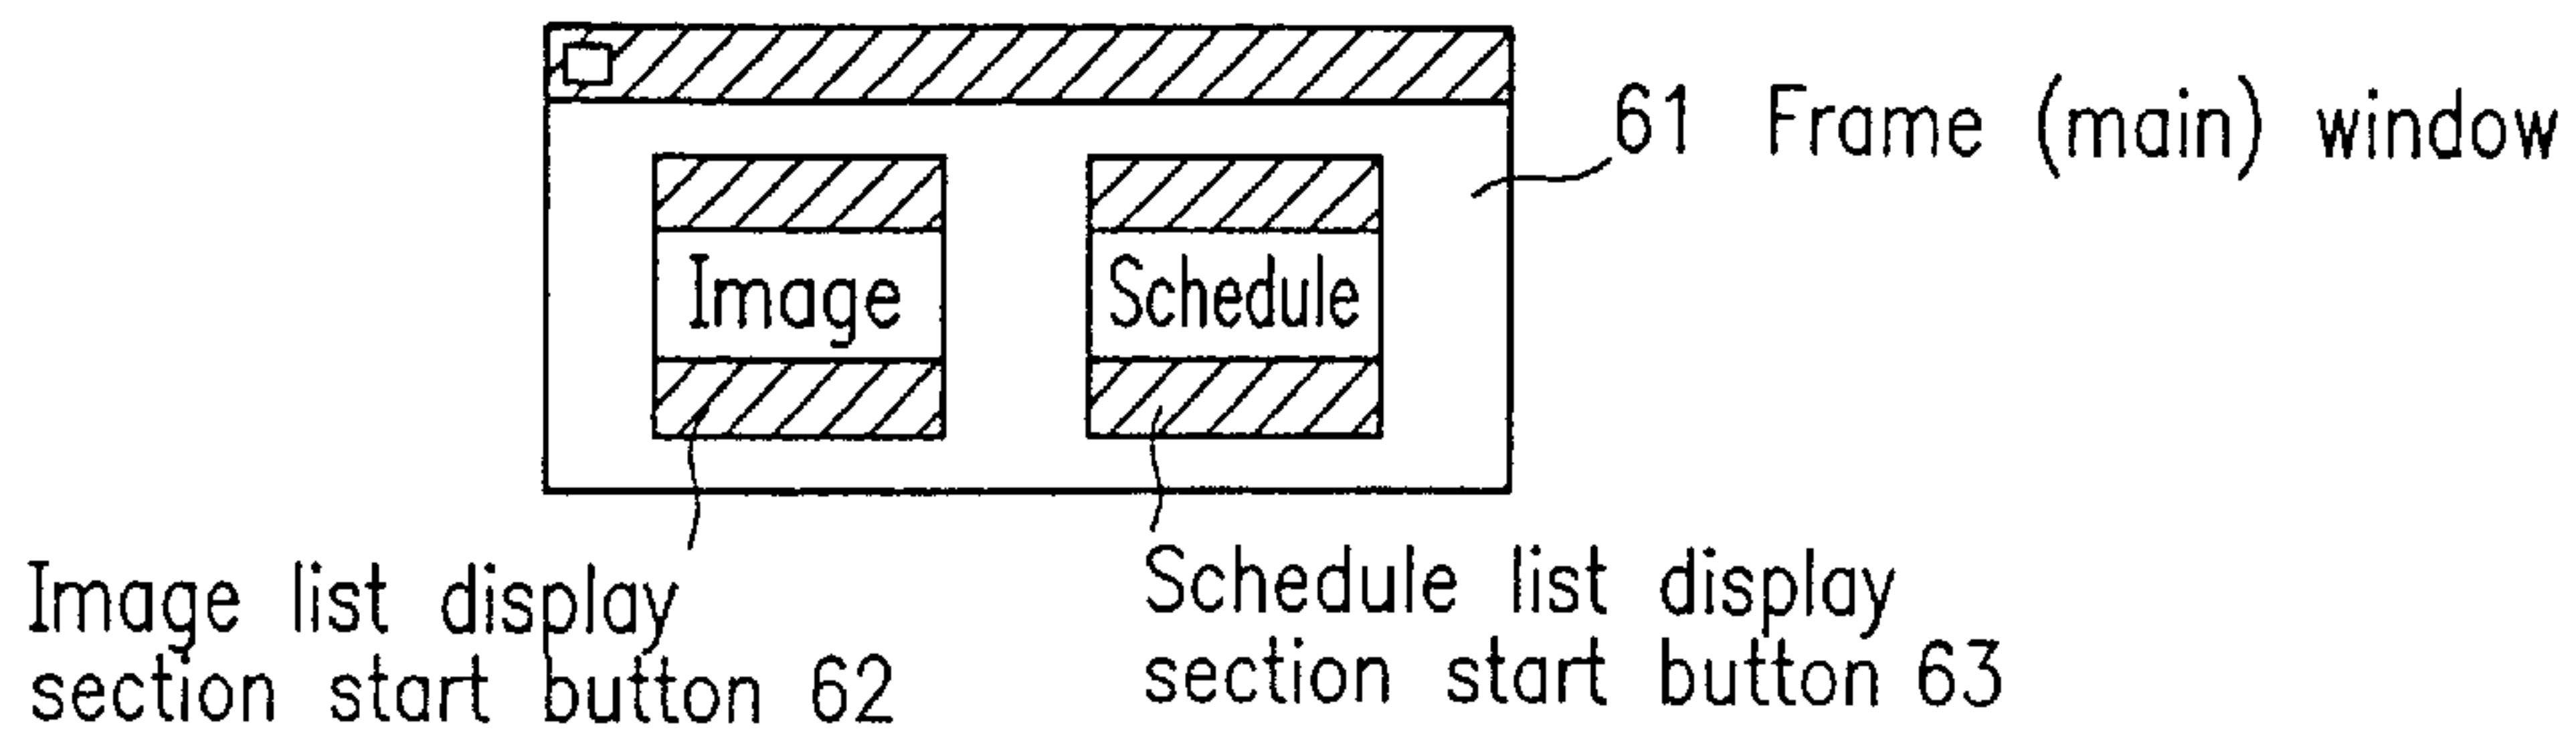 61 Frame (main) window
Image
Schedule
Image list display
section start button 62
Schedule list display
section start button 63